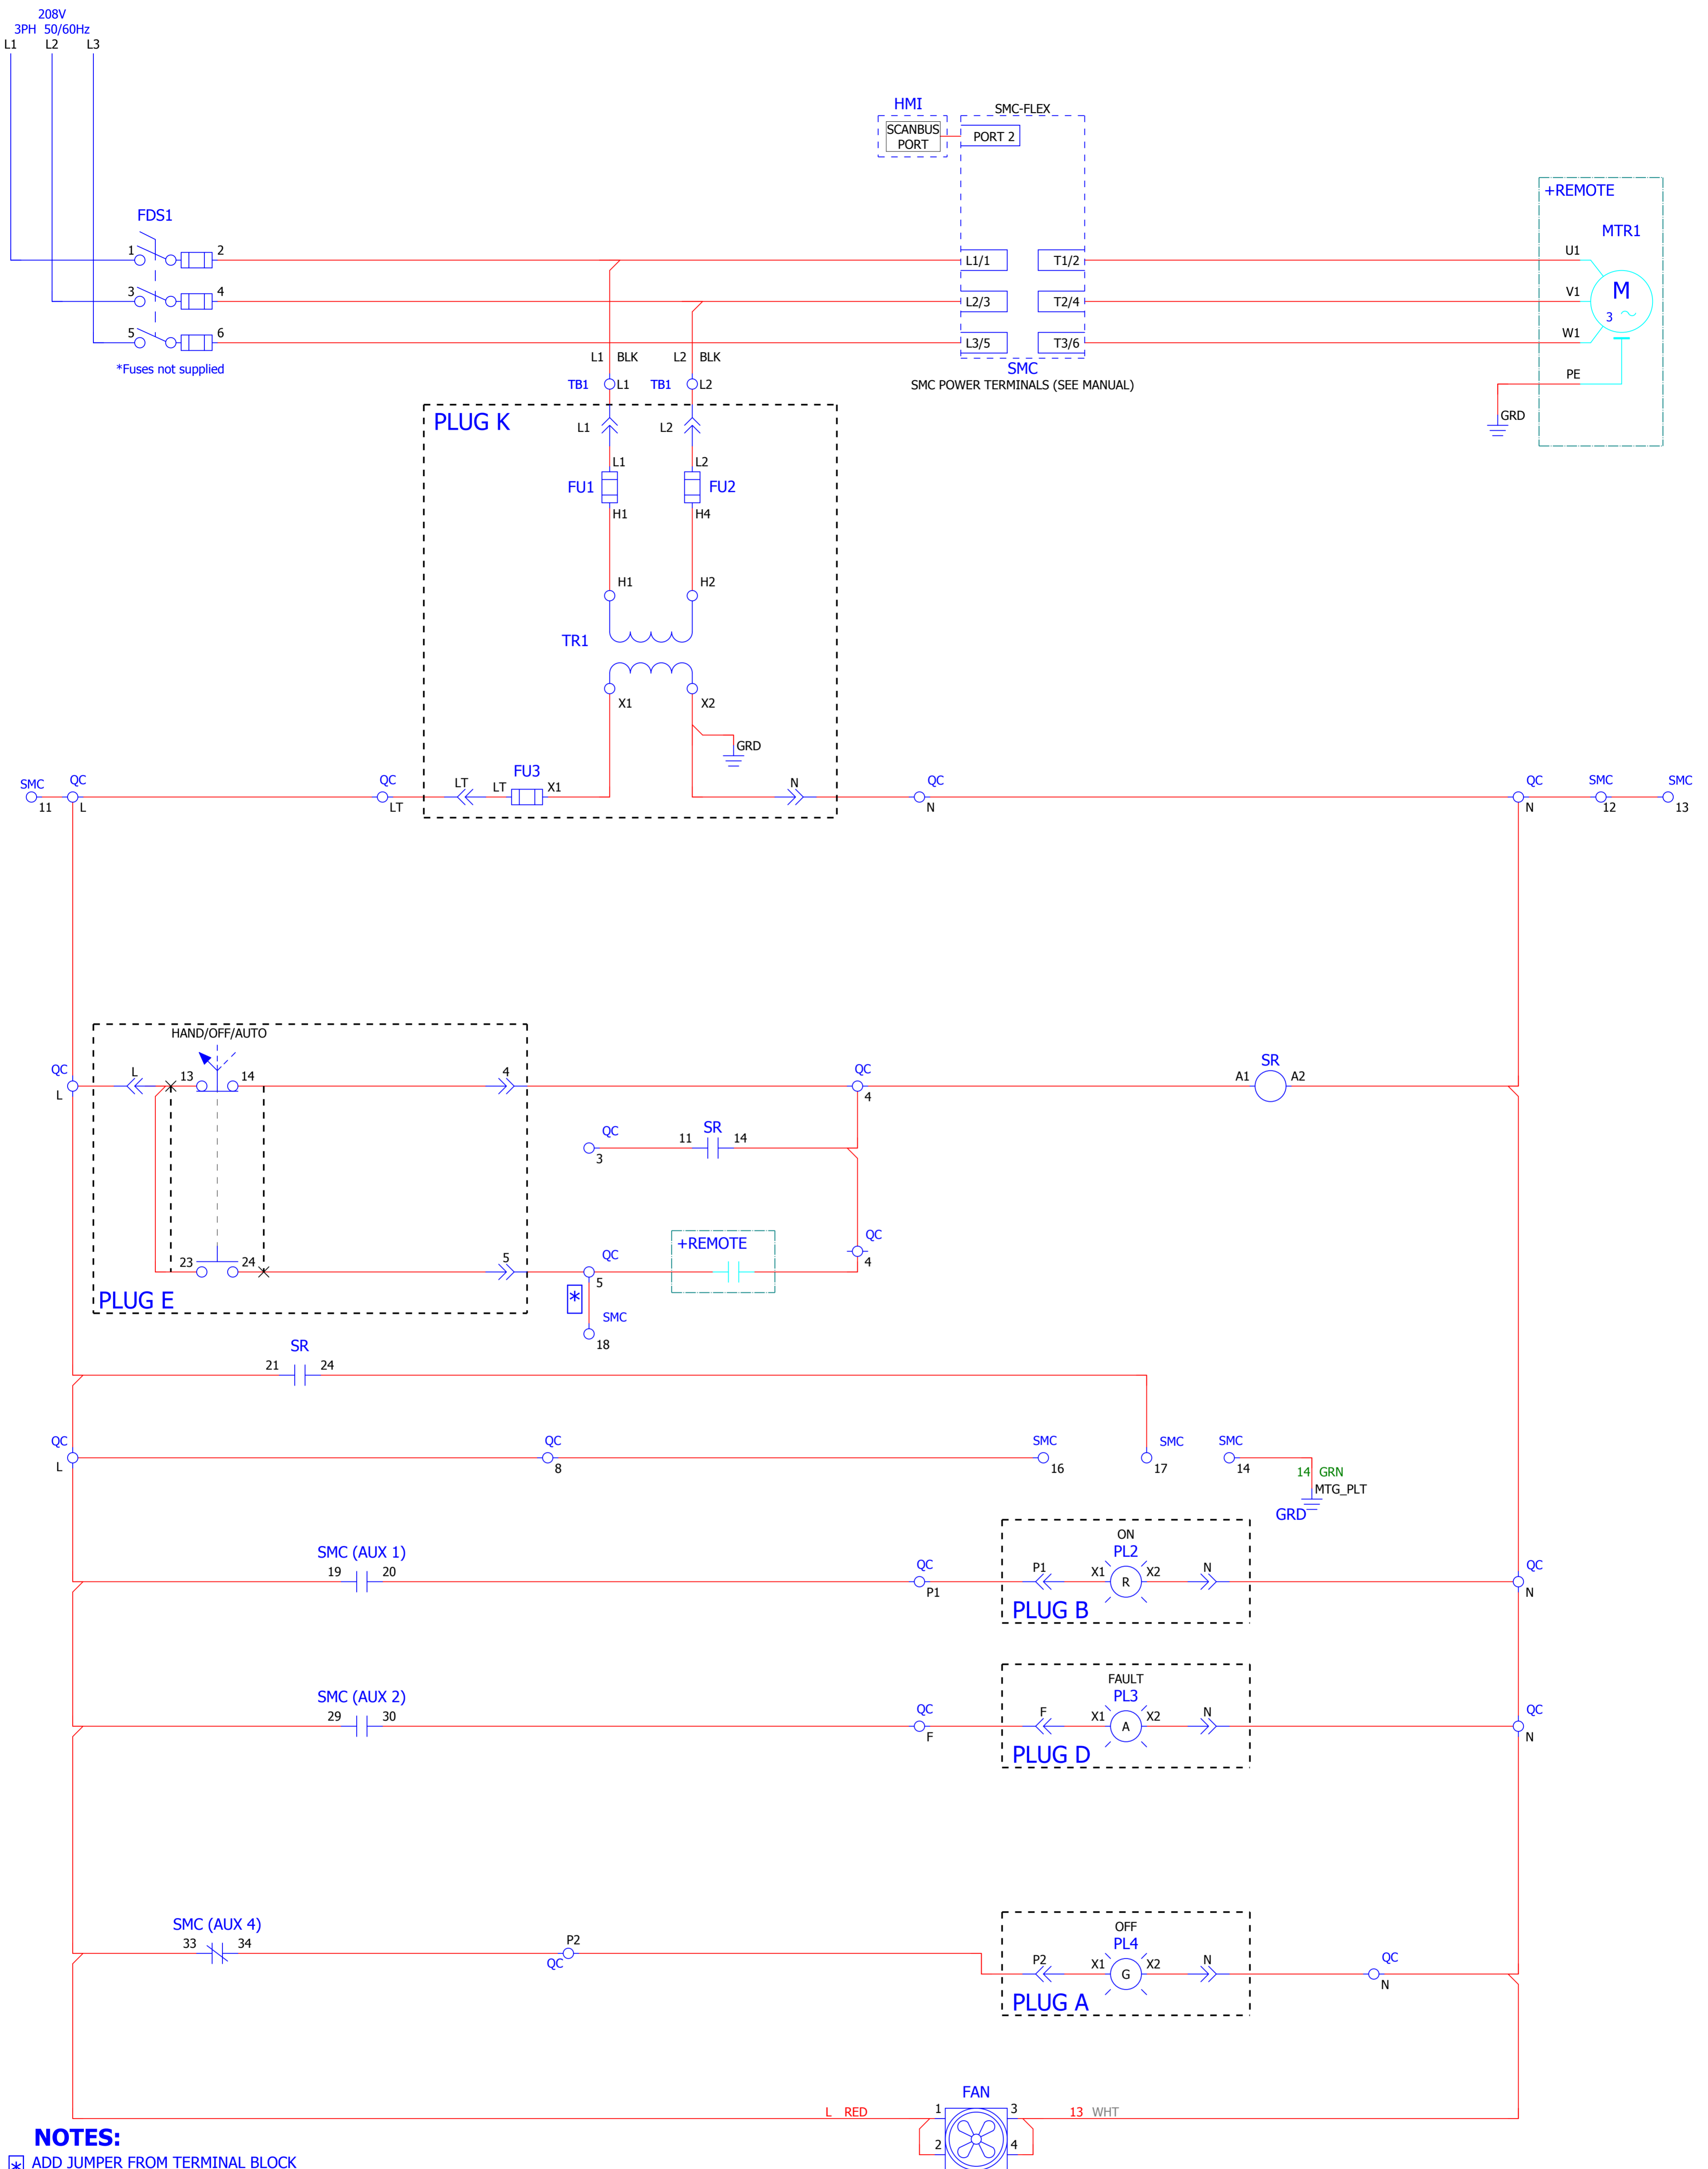 208V
3PH 50/60Hz
L1 L2 L3
HMI
SMC-FLEX
SCANBUS
PORT
PORT 2
+REMOTE
MTR1
FDS1
1 2 L1/1 T1/2 U1
3 4 L2/3 T2/4 V1
M
3
5 6 L3/5 T3/6 W1
*Fuses not supplied
L1 BLK L2 BLK
SMC
SMC POWER TERMINALS (SEE MANUAL)
PE
GRD
TB1 L1 TB1 L2
PLUG K
L1 L2
L1 L2
FU1 FU2
H1 H4
H1 H2
TR1
X1 X2
GRD
FU3
SMC QC QC LT LT X1 N QC QC SMC SMC
11 L LT N N 12 13
HAND/OFF/AUTO
QC L 13 14 4 QC SR
A1 A2
L 4
QC 11 SR 14
3
+REMOTE
QC
4
23 24 5 QC
5
PLUG E
*
SMC
18
SR
21 24
QC QC SMC SMC SMC
L 8 16 17 14
14 GRN
MTG_PLT
GRD
ON
SMC (AUX 1) PL2
19 20 QC P1 X1 R X2 N QC
P1 N
PLUG B
FAULT
SMC (AUX 2) PL3
29 30 QC F X1 A X2 N QC
F N
PLUG D
SMC (AUX 4) OFF
33 34 P2 PL4
QC P2 X1 G X2 N QC
N
PLUG A
FAN
L RED 1 3 13 WHT
2 4
NOTES:
* ADD JUMPER FROM TERMINAL BLOCK